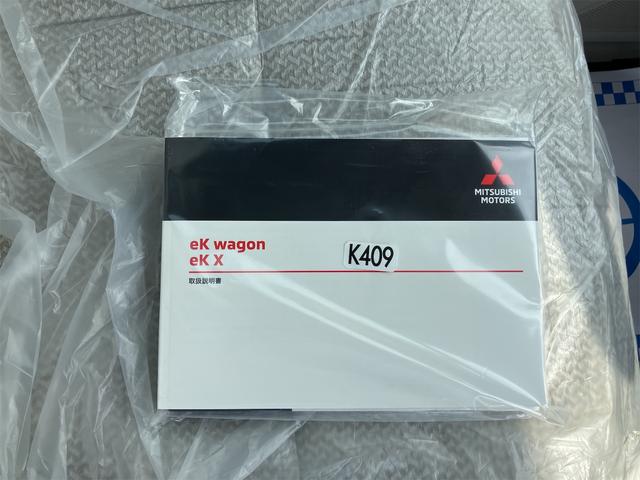 MITSUBISHI
MOTORS
eK wagon
eK X
K409
取扱説明書